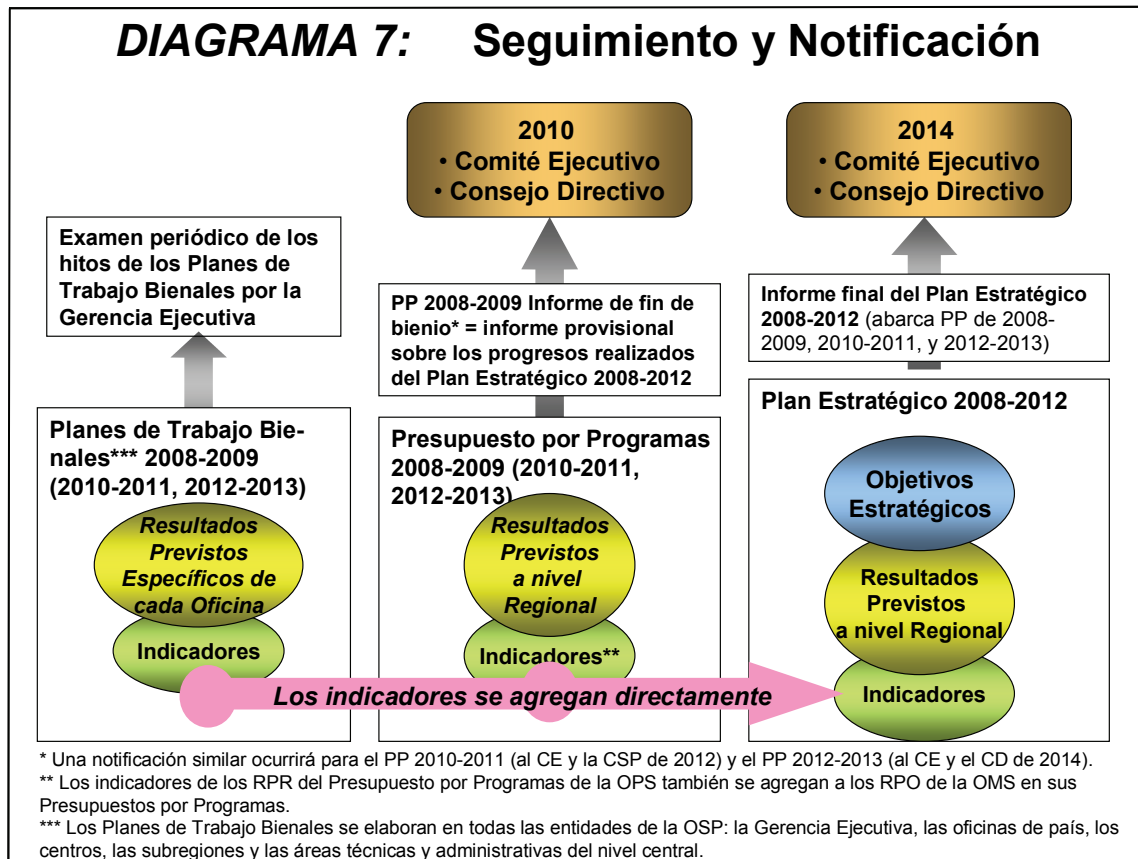 DIAGRAMA 7: Seguimiento y Notificación
2010
• Comité Ejecutivo
• Consejo Directivo
2014
• Comité Ejecutivo
• Consejo Directivo
Examen periódico de los
hitos de los Planes de
Trabajo Bienales por la
Gerencia Ejecutiva
PP 2008-2009 Informe de fin de
bienio* = informe provisional
sobre los progresos realizados
del Plan Estratégico 2008-2012
Informe final del Plan Estratégico
2008-2012 (abarca PP de 2008-
2009, 2010-2011, y 2012-2013)
Planes de Trabajo Bie-
nales*** 2008-2009
(2010-2011, 2012-2013)
Resultados
Previstos
Específicos de
cada Oficina
Indicadores
Presupuesto por Programas
2008-2009 (2010-2011,
2012-2013)
Resultados
Previstos
a nivel
Regional
Indicadores**
Plan Estratégico 2008-2012
Objetivos
Estratégicos
Resultados
Previstos
a nivel Regional
Indicadores
Los indicadores se agregan directamente
* Una notificación similar ocurrirá para el PP 2010-2011 (al CE y la CSP de 2012) y el PP 2012-2013 (al CE y el CD de 2014).
** Los indicadores de los RPR del Presupuesto por Programas de la OPS también se agregan a los RPO de la OMS en sus
Presupuestos por Programas.
*** Los Planes de Trabajo Bienales se elaboran en todas las entidades de la OSP: la Gerencia Ejecutiva, las oficinas de país, los
centros, las subregiones y las áreas técnicas y administrativas del nivel central.